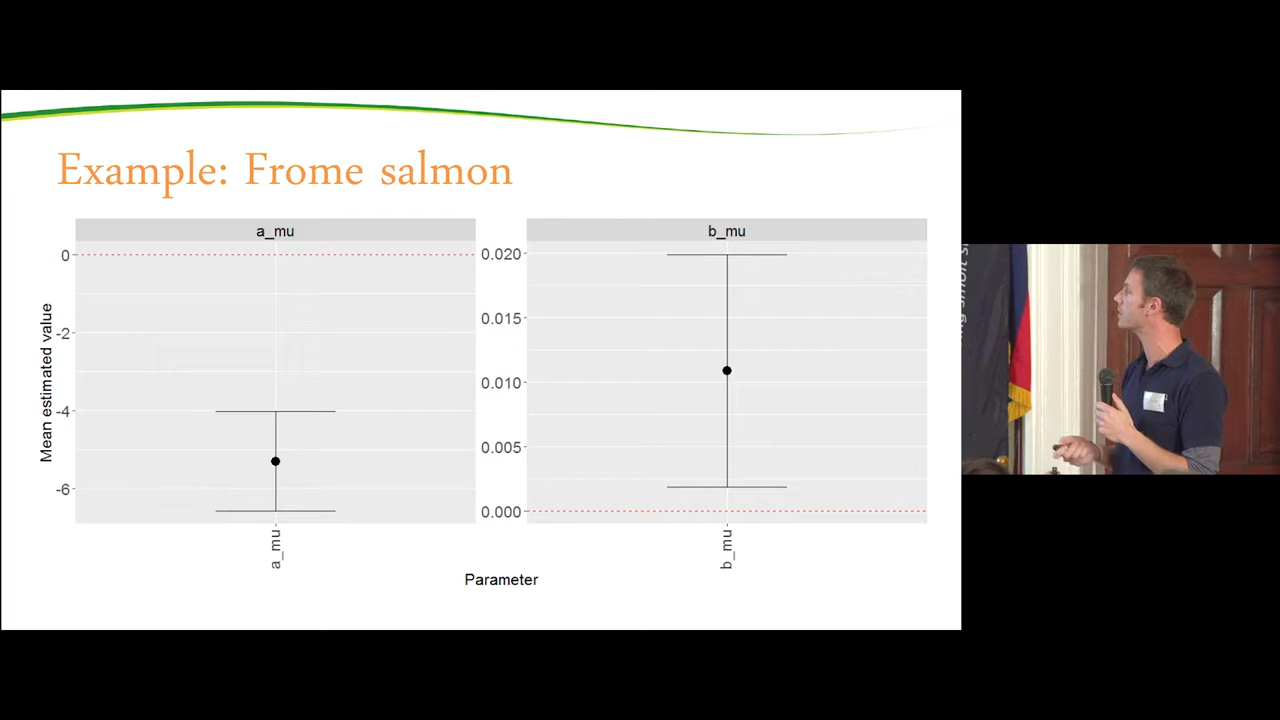 Example: Frome salmon
a_mu
b_mu
Mean estimated value
0
-2
-4
-6
0.020
0.015
0.010
0.005
0.000
a_mu
b_mu
Parameter